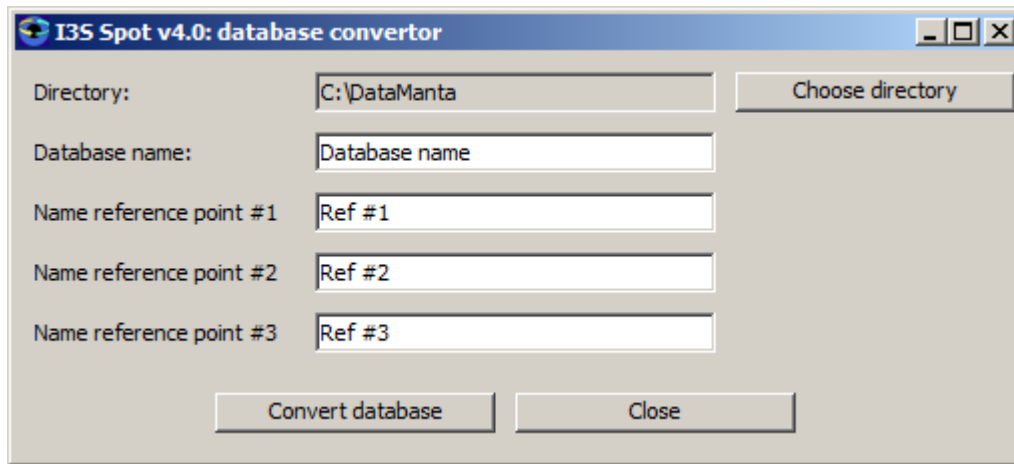 I3S Spot v4.0: database convertor
Directory: C:\DataManta Choose directory
Database name: Database name
Name reference point #1 Ref #1
Name reference point #2 Ref #2
Name reference point #3 Ref #3
Convert database Close